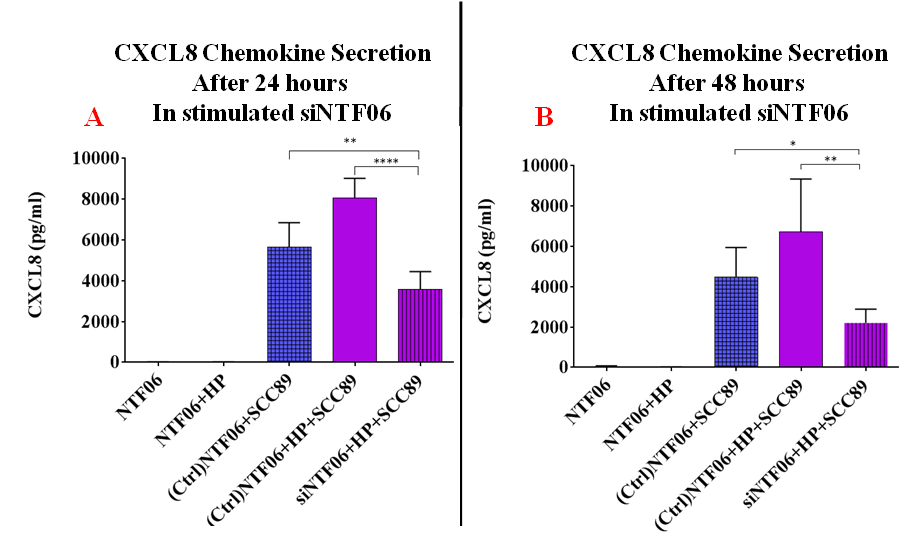 CXCL8 Chemokine Secretion
After 24 hours
In stimulated siNTF06
A
**
****
10000
8000
6000
4000
2000
0
CXCL8 (pg/ml)
NTF06
NTF06+HP
(Ctrl)NTF06+SCC89
(Ctrl)NTF06+HP+SCC89
siNTF06+HP+SCC89
CXCL8 Chemokine Secretion
After 48 hours
In stimulated siNTF06
B
*
**
10000
8000
6000
4000
2000
0
CXCL8 (pg/ml)
NTF06
NTF06+HP
(Ctrl)NTF06+SCC89
(Ctrl)NTF06+HP+SCC89
siNTF06+HP+SCC89